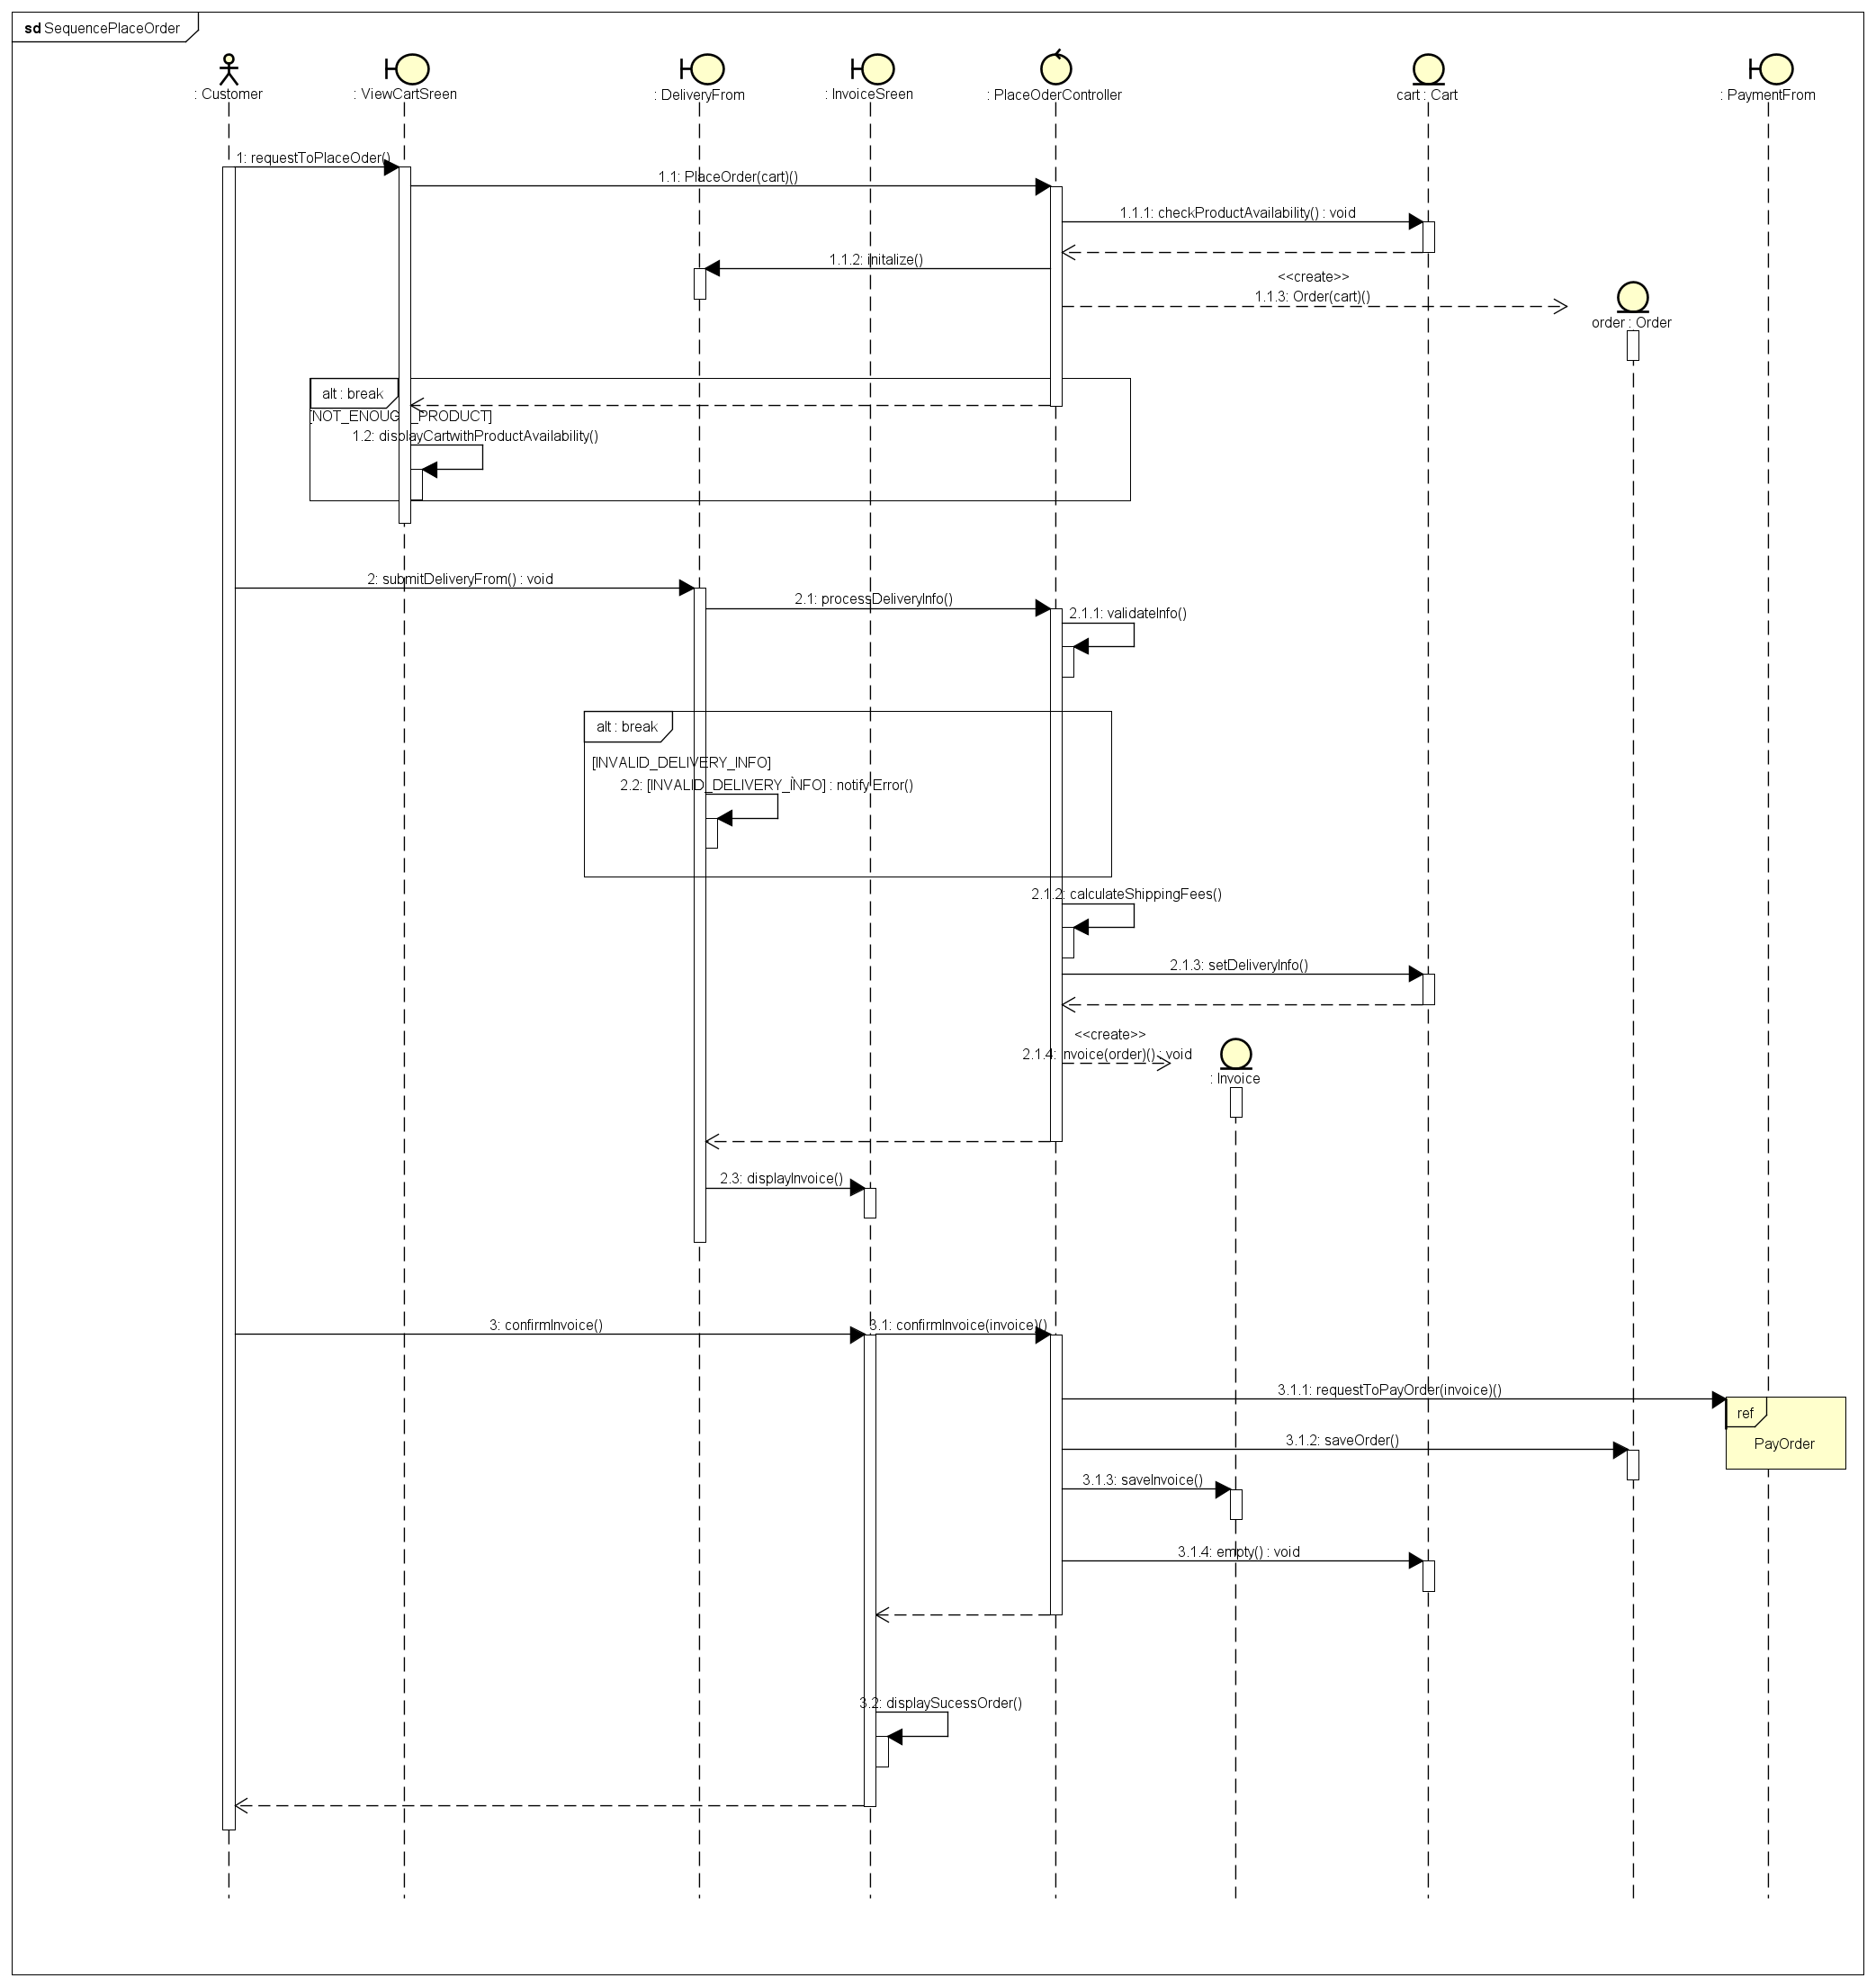 sd SequencePlaceOrder
: Customer
: ViewCartSreen
: DeliveryFrom
: InvoiceSreen
: PlaceOderController
cart : Cart
: PaymentFrom
1: requestToPlaceOder()
1.1: PlaceOrder(cart)()
1.1.1: checkProductAvailability() : void
1.1.2: initalize()
<<create>>
1.1.3: Order(cart)()
order : Order
alt : break
[NOT_ENOUGH_PRODUCT]
1.2: displayCartwithProductAvailability()
2: submitDeliveryFrom() : void
2.1: processDeliveryInfo()
2.1.1: validateInfo()
alt : break
[INVALID_DELIVERY_INFO]
2.2: [INVALID_DELIVERY_INFO] : notify Error()
2.1.2: calculateShippingFees()
2.1.3: setDeliveryInfo()
<<create>>
2.1.4: Invoice(order)() : void
: Invoice
2.3: displayInvoice()
3: confirmInvoice()
3.1: confirmInvoice(invoice)()
3.1.1: requestToPayOrder(invoice)()
ref
PayOrder
3.1.2: saveOrder()
3.1.3: saveInvoice()
3.1.4: empty() : void
3.2: displaySucessOrder()